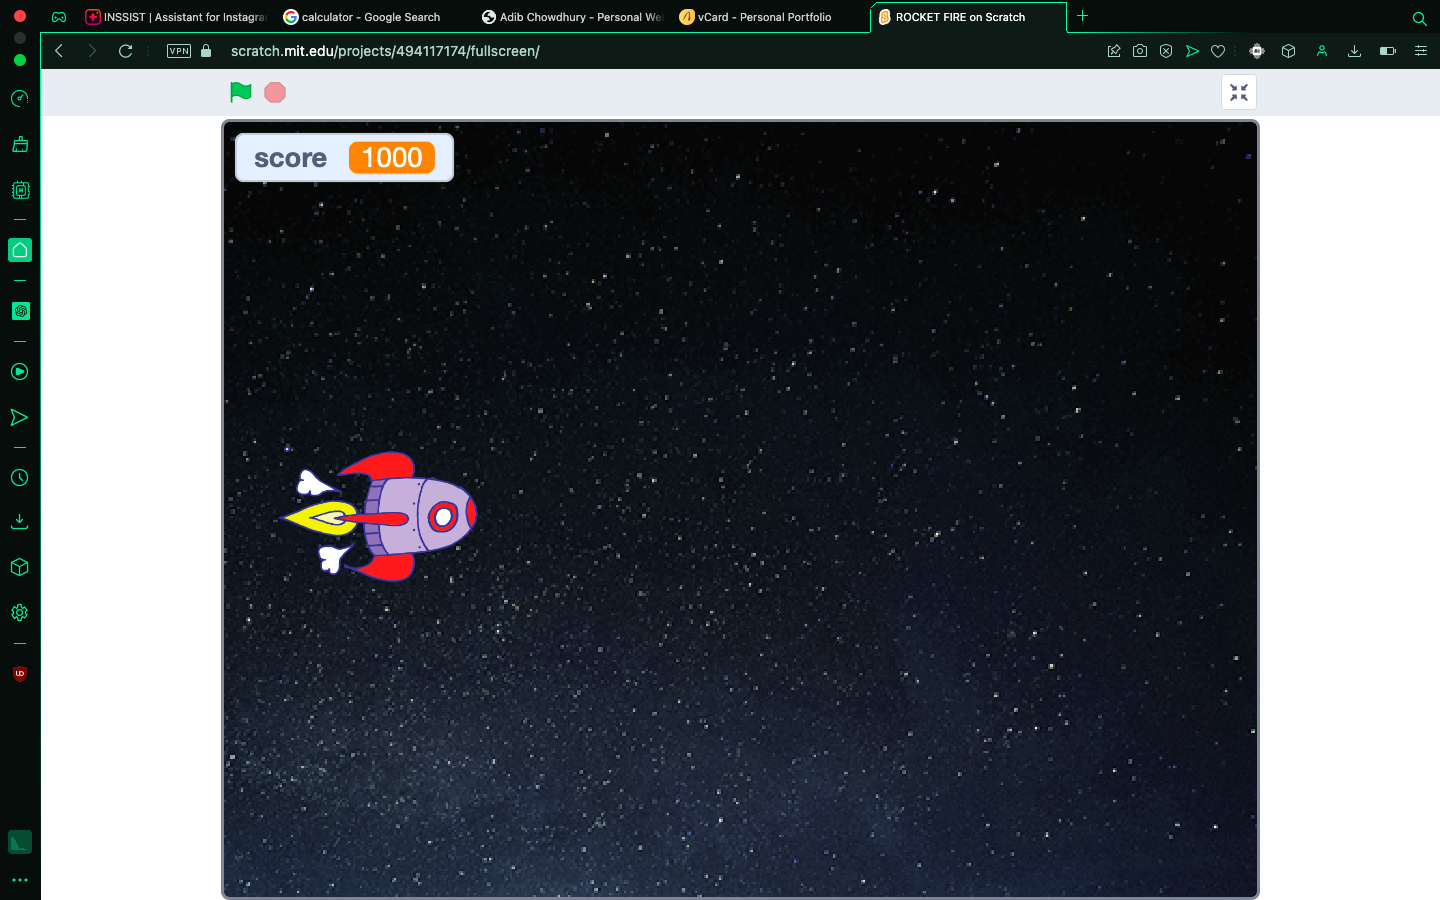 INSSIST | Assistant for Instagra
calculator - Google Search
Adib Chowdhury - Personal We
vCard - Personal Portfolio
ROCKET FIRE on Scratch
VPN
scratch.mit.edu/projects/494117174/fullscreen/
score 1000